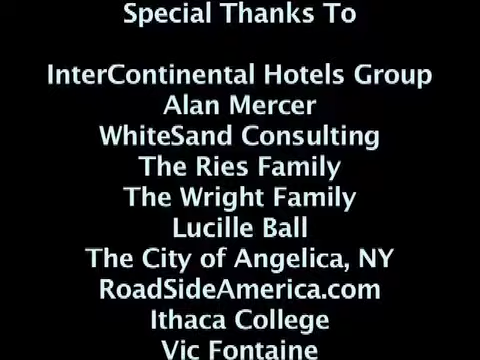 Special Thanks To
InterContinental Hotels Group
Alan Mercer
WhiteSand Consulting
The Ries Family
The Wright Family
Lucille Ball
The City of Angelica, NY
RoadSideAmerica.com
Ithaca College
Vic Fontaine